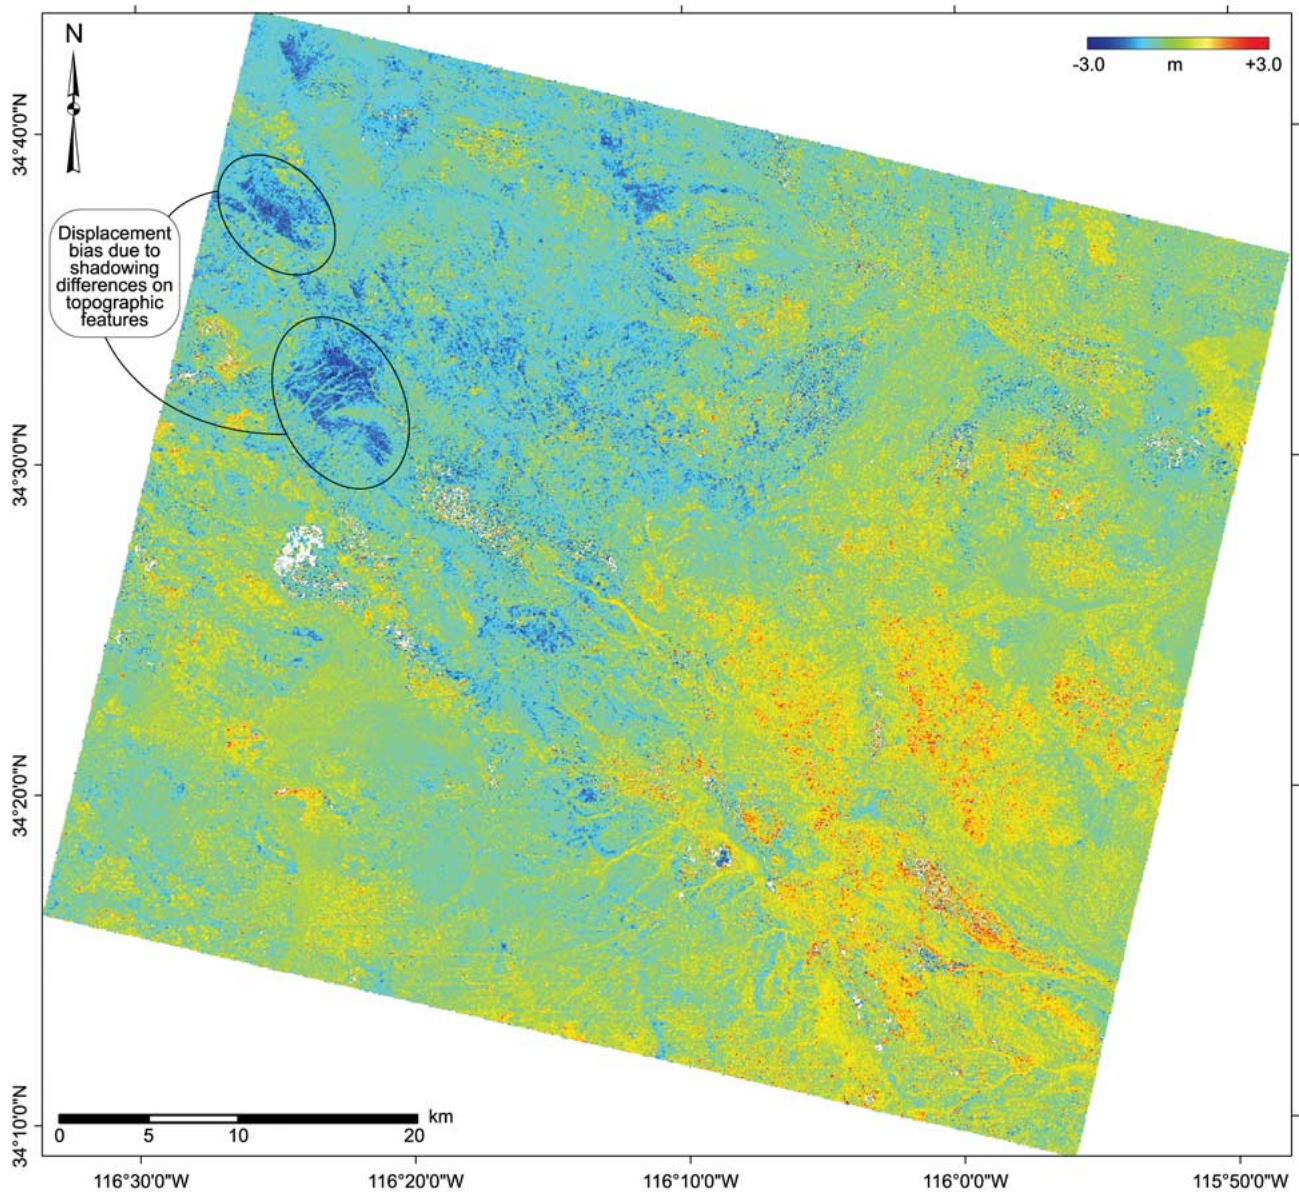 N
-3.0 m +3.0
Displacement
bias due to
shadowing
differences on
topographic
features
34°40'0"N
34°30'0"N
34°20'0"N
34°10'0"N
km
0 5 10 20
116°30'0"W 116°20'0"W 116°10'0"W 116°0'0"W 115°50'0"W